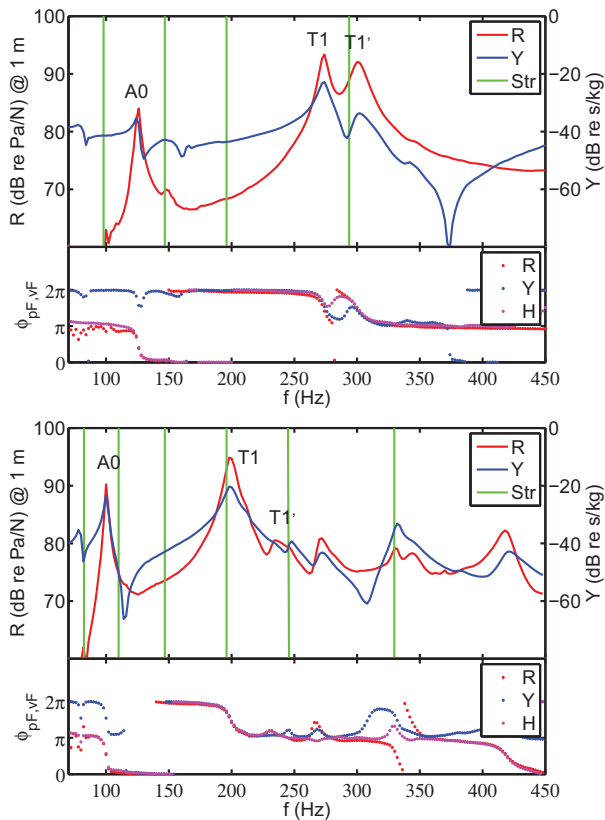 R (dB re Pa/N) @ 1 m
100
90
80
70
A0
T1
T1'
R
Y
Str
0
−20
−40
−60
Y (dB re s/kg)
ϕpF,vF
2π
π
0
R
Y
H
100 150 200 250 300 350 400 450
f (Hz)
R (dB re Pa/N) @ 1 m
100
90
80
70
A0
T1
T1'
R
Y
Str
0
−20
−40
−60
Y (dB re s/kg)
ϕpF,vF
2π
π
0
R
Y
H
100 150 200 250 300 350 400 450
f (Hz)